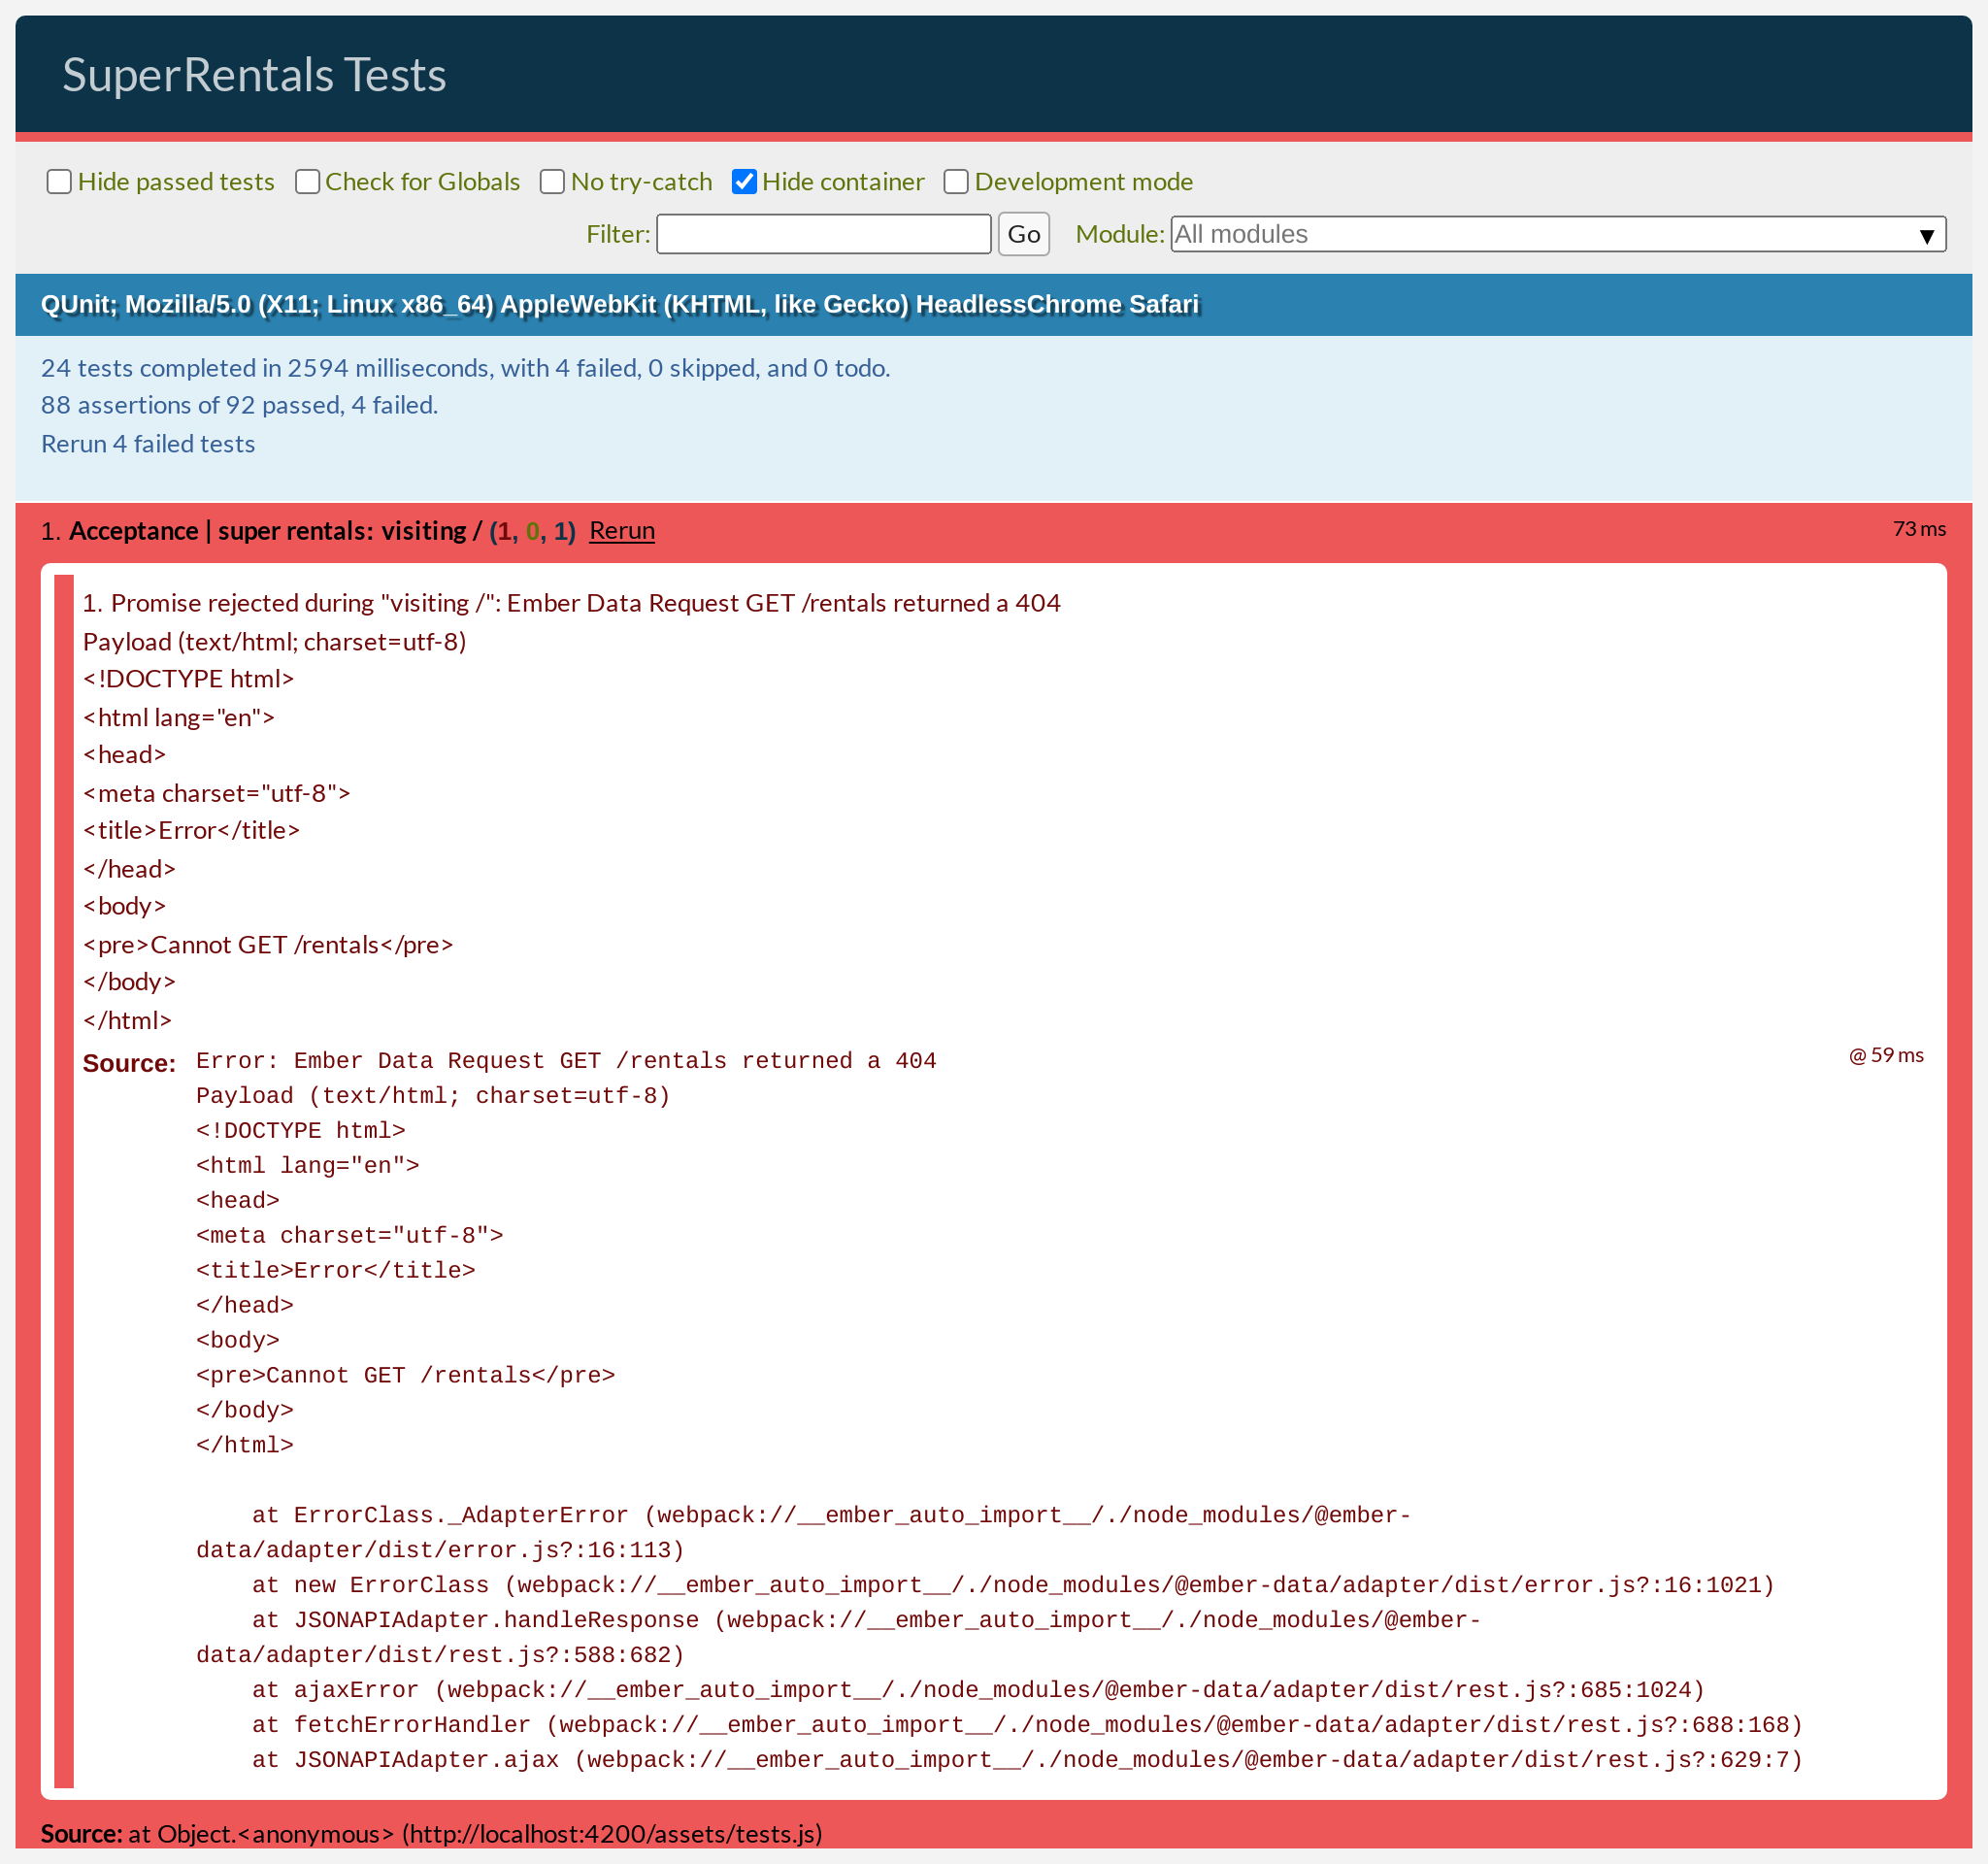 SuperRentals Tests
Hide passed tests Check for Globals No try-catch Hide container Development mode
Filter: Go Module: All modules ▼
QUnit; Mozilla/5.0 (X11; Linux x86_64) AppleWebKit (KHTML, like Gecko) HeadlessChrome Safari
24 tests completed in 2594 milliseconds, with 4 failed, 0 skipped, and 0 todo.
88 assertions of 92 passed, 4 failed.
Rerun 4 failed tests
1. Acceptance | super rentals: visiting / (1, 0, 1) Rerun 73 ms
1. Promise rejected during "visiting /": Ember Data Request GET /rentals returned a 404
Payload (text/html; charset=utf-8)
<!DOCTYPE html>
<html lang="en">
<head>
<meta charset="utf-8">
<title>Error</title>
</head>
<body>
<pre>Cannot GET /rentals</pre>
</body>
</html>
Source: Error: Ember Data Request GET /rentals returned a 404 @ 59 ms
Payload (text/html; charset=utf-8)
<!DOCTYPE html>
<html lang="en">
<head>
<meta charset="utf-8">
<title>Error</title>
</head>
<body>
<pre>Cannot GET /rentals</pre>
</body>
</html>
at ErrorClass._AdapterError (webpack://__ember_auto_import__/./node_modules/@ember-
data/adapter/dist/error.js?:16:113)
at new ErrorClass (webpack://__ember_auto_import__/./node_modules/@ember-data/adapter/dist/error.js?:16:1021)
at JSONAPIAdapter.handleResponse (webpack://__ember_auto_import__/./node_modules/@ember-
data/adapter/dist/rest.js?:588:682)
at ajaxError (webpack://__ember_auto_import__/./node_modules/@ember-data/adapter/dist/rest.js?:685:1024)
at fetchErrorHandler (webpack://__ember_auto_import__/./node_modules/@ember-data/adapter/dist/rest.js?:688:168)
at JSONAPIAdapter.ajax (webpack://__ember_auto_import__/./node_modules/@ember-data/adapter/dist/rest.js?:629:7)
Source: at Object.<anonymous> (http://localhost:4200/assets/tests.js)